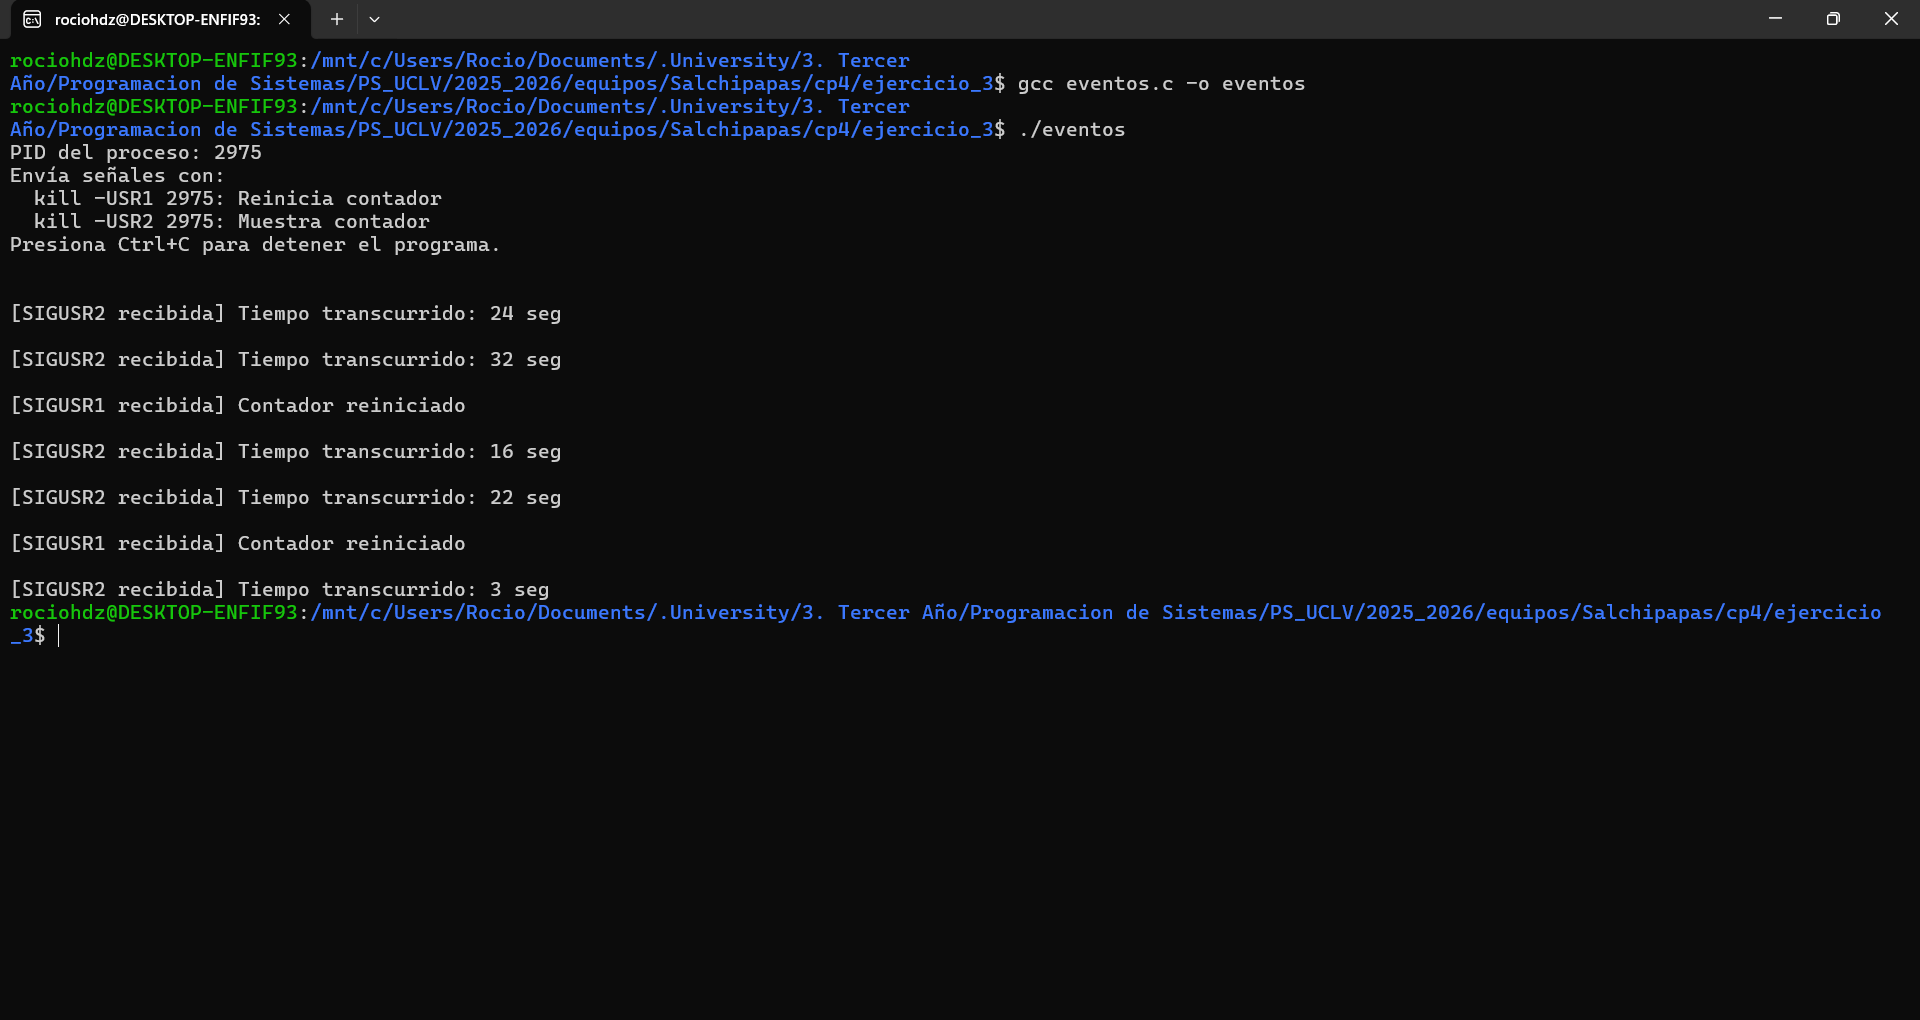 rociohdz@DESKTOP-ENFIF93:
rociohdz@DESKTOP-ENFIF93:/mnt/c/Users/Rocio/Documents/.University/3. Tercer
Año/Programacion de Sistemas/PS_UCLV/2025_2026/equipos/Salchipapas/cp4/ejercicio_3$ gcc eventos.c -o eventos
rociohdz@DESKTOP-ENFIF93:/mnt/c/Users/Rocio/Documents/.University/3. Tercer
Año/Programacion de Sistemas/PS_UCLV/2025_2026/equipos/Salchipapas/cp4/ejercicio_3$ ./eventos
PID del proceso: 2975
Envía señales con:
  kill -USR1 2975: Reinicia contador
  kill -USR2 2975: Muestra contador
Presiona Ctrl+C para detener el programa.
[SIGUSR2 recibida] Tiempo transcurrido: 24 seg
[SIGUSR2 recibida] Tiempo transcurrido: 32 seg
[SIGUSR1 recibida] Contador reiniciado
[SIGUSR2 recibida] Tiempo transcurrido: 16 seg
[SIGUSR2 recibida] Tiempo transcurrido: 22 seg
[SIGUSR1 recibida] Contador reiniciado
[SIGUSR2 recibida] Tiempo transcurrido: 3 seg
rociohdz@DESKTOP-ENFIF93:/mnt/c/Users/Rocio/Documents/.University/3. Tercer Año/Programacion de Sistemas/PS_UCLV/2025_2026/equipos/Salchipapas/cp4/ejercicio
_3$